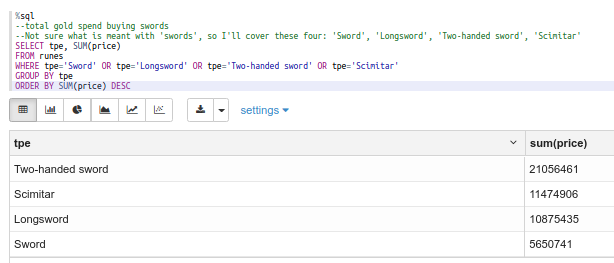 %sql
--total gold spend buying swords
--Not sure what is meant with 'swords', so I'll cover these four: 'Sword', 'Longsword', 'Two-handed sword', 'Scimitar'
SELECT tpe, SUM(price)
FROM runes
WHERE tpe='Sword' OR tpe='Longsword' OR tpe='Two-handed sword' OR tpe='Scimitar'
GROUP BY tpe
ORDER BY SUM(price) DESC
settings
tpe sum(price)
Two-handed sword 21056461
Scimitar 11474906
Longsword 10875435
Sword 5650741